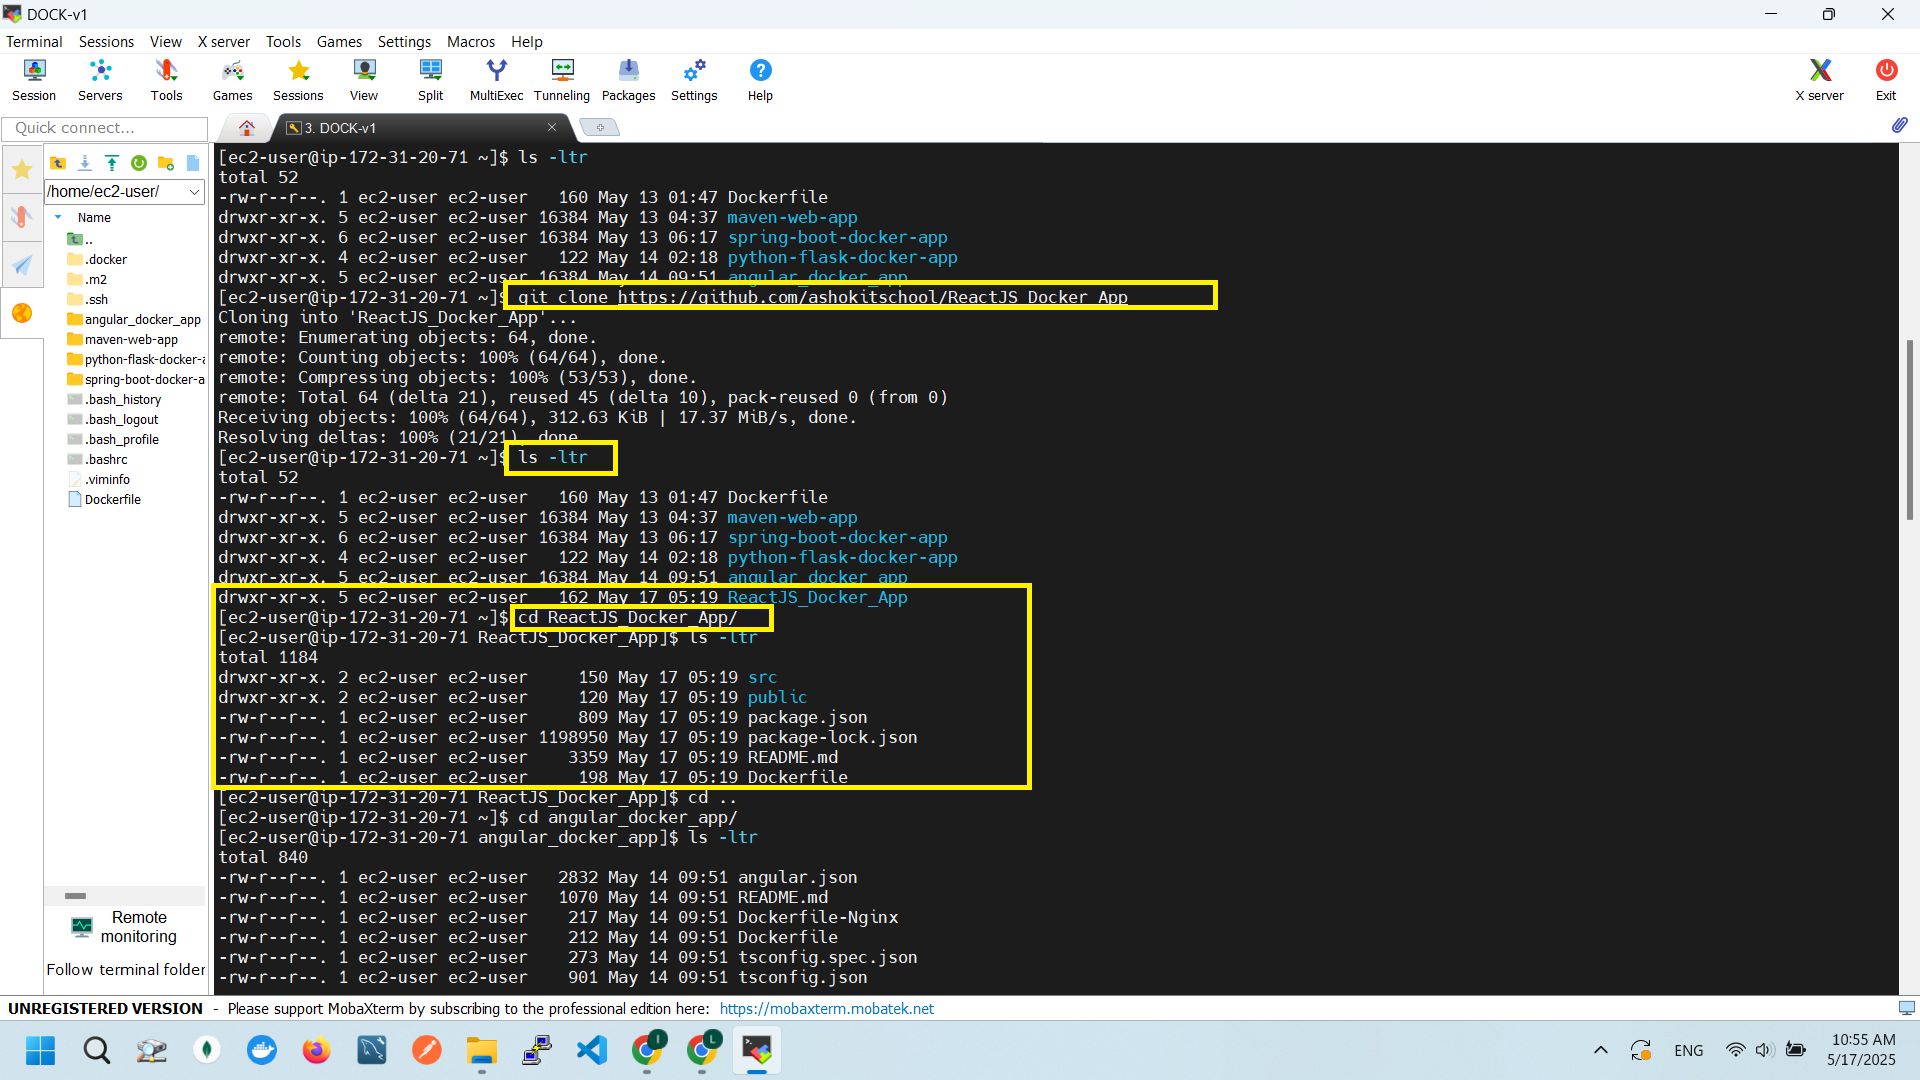 DOCK-v1
Terminal Sessions View X server Tools Games Settings Macros Help
Session Servers Tools Games Sessions View Split MultiExec Tunneling Packages Settings Help X server Exit
Quick connect...
3. DOCK-v1
/home/ec2-user/
Name
..
.docker
.m2
.ssh
angular_docker_app
maven-web-app
python-flask-docker-a
spring-boot-docker-a
.bash_history
.bash_logout
.bash_profile
.bashrc
.viminfo
Dockerfile
Remote
monitoring
Follow terminal folder
[ec2-user@ip-172-31-20-71 ~]$ ls -ltr
total 52
-rw-r--r--. 1 ec2-user ec2-user   160 May 13 01:47 Dockerfile
drwxr-xr-x. 5 ec2-user ec2-user 16384 May 13 04:37 maven-web-app
drwxr-xr-x. 6 ec2-user ec2-user 16384 May 13 06:17 spring-boot-docker-app
drwxr-xr-x. 4 ec2-user ec2-user   122 May 14 02:18 python-flask-docker-app
drwxr-xr-x. 5 ec2-user ec2-user 16384 May 14 09:51 angular_docker_app
[ec2-user@ip-172-31-20-71 ~]$ git clone https://github.com/ashokitschool/ReactJS_Docker_App
Cloning into 'ReactJS_Docker_App'...
remote: Enumerating objects: 64, done.
remote: Counting objects: 100% (64/64), done.
remote: Compressing objects: 100% (53/53), done.
remote: Total 64 (delta 21), reused 45 (delta 10), pack-reused 0 (from 0)
Receiving objects: 100% (64/64), 312.63 KiB | 17.37 MiB/s, done.
Resolving deltas: 100% (21/21), done.
[ec2-user@ip-172-31-20-71 ~]$ ls -ltr
total 52
-rw-r--r--. 1 ec2-user ec2-user   160 May 13 01:47 Dockerfile
drwxr-xr-x. 5 ec2-user ec2-user 16384 May 13 04:37 maven-web-app
drwxr-xr-x. 6 ec2-user ec2-user 16384 May 13 06:17 spring-boot-docker-app
drwxr-xr-x. 4 ec2-user ec2-user   122 May 14 02:18 python-flask-docker-app
drwxr-xr-x. 5 ec2-user ec2-user 16384 May 14 09:51 angular_docker_app
drwxr-xr-x. 5 ec2-user ec2-user   162 May 17 05:19 ReactJS_Docker_App
[ec2-user@ip-172-31-20-71 ~]$ cd ReactJS_Docker_App/
[ec2-user@ip-172-31-20-71 ReactJS_Docker_App]$ ls -ltr
total 1184
drwxr-xr-x. 2 ec2-user ec2-user     150 May 17 05:19 src
drwxr-xr-x. 2 ec2-user ec2-user     120 May 17 05:19 public
-rw-r--r--. 1 ec2-user ec2-user     809 May 17 05:19 package.json
-rw-r--r--. 1 ec2-user ec2-user 1198950 May 17 05:19 package-lock.json
-rw-r--r--. 1 ec2-user ec2-user    3359 May 17 05:19 README.md
-rw-r--r--. 1 ec2-user ec2-user     198 May 17 05:19 Dockerfile
[ec2-user@ip-172-31-20-71 ReactJS_Docker_App]$ cd ..
[ec2-user@ip-172-31-20-71 ~]$ cd angular_docker_app/
[ec2-user@ip-172-31-20-71 angular_docker_app]$ ls -ltr
total 840
-rw-r--r--. 1 ec2-user ec2-user   2832 May 14 09:51 angular.json
-rw-r--r--. 1 ec2-user ec2-user   1070 May 14 09:51 README.md
-rw-r--r--. 1 ec2-user ec2-user    217 May 14 09:51 Dockerfile-Nginx
-rw-r--r--. 1 ec2-user ec2-user    212 May 14 09:51 Dockerfile
-rw-r--r--. 1 ec2-user ec2-user    273 May 14 09:51 tsconfig.spec.json
-rw-r--r--. 1 ec2-user ec2-user    901 May 14 09:51 tsconfig.json
UNREGISTERED VERSION - Please support MobaXterm by subscribing to the professional edition here: https://mobaxterm.mobatek.net
I L
ENG
10:55 AM
5/17/2025